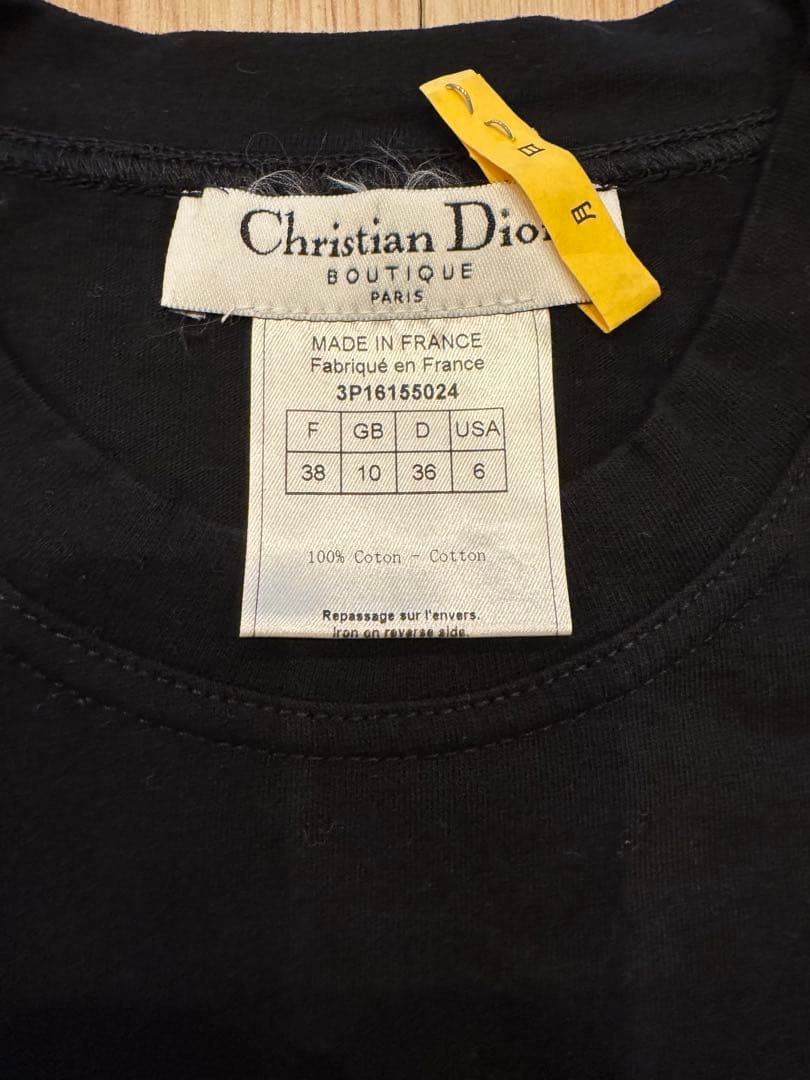 Christian Dior
BOUTIQUE
PARIS
MADE IN FRANCE
Fabriqué en France
3P16155024
F GB D USA
38 10 36 6
100% Coton - Cotton
Repassage sur l'envers.
Iron on reverse side.